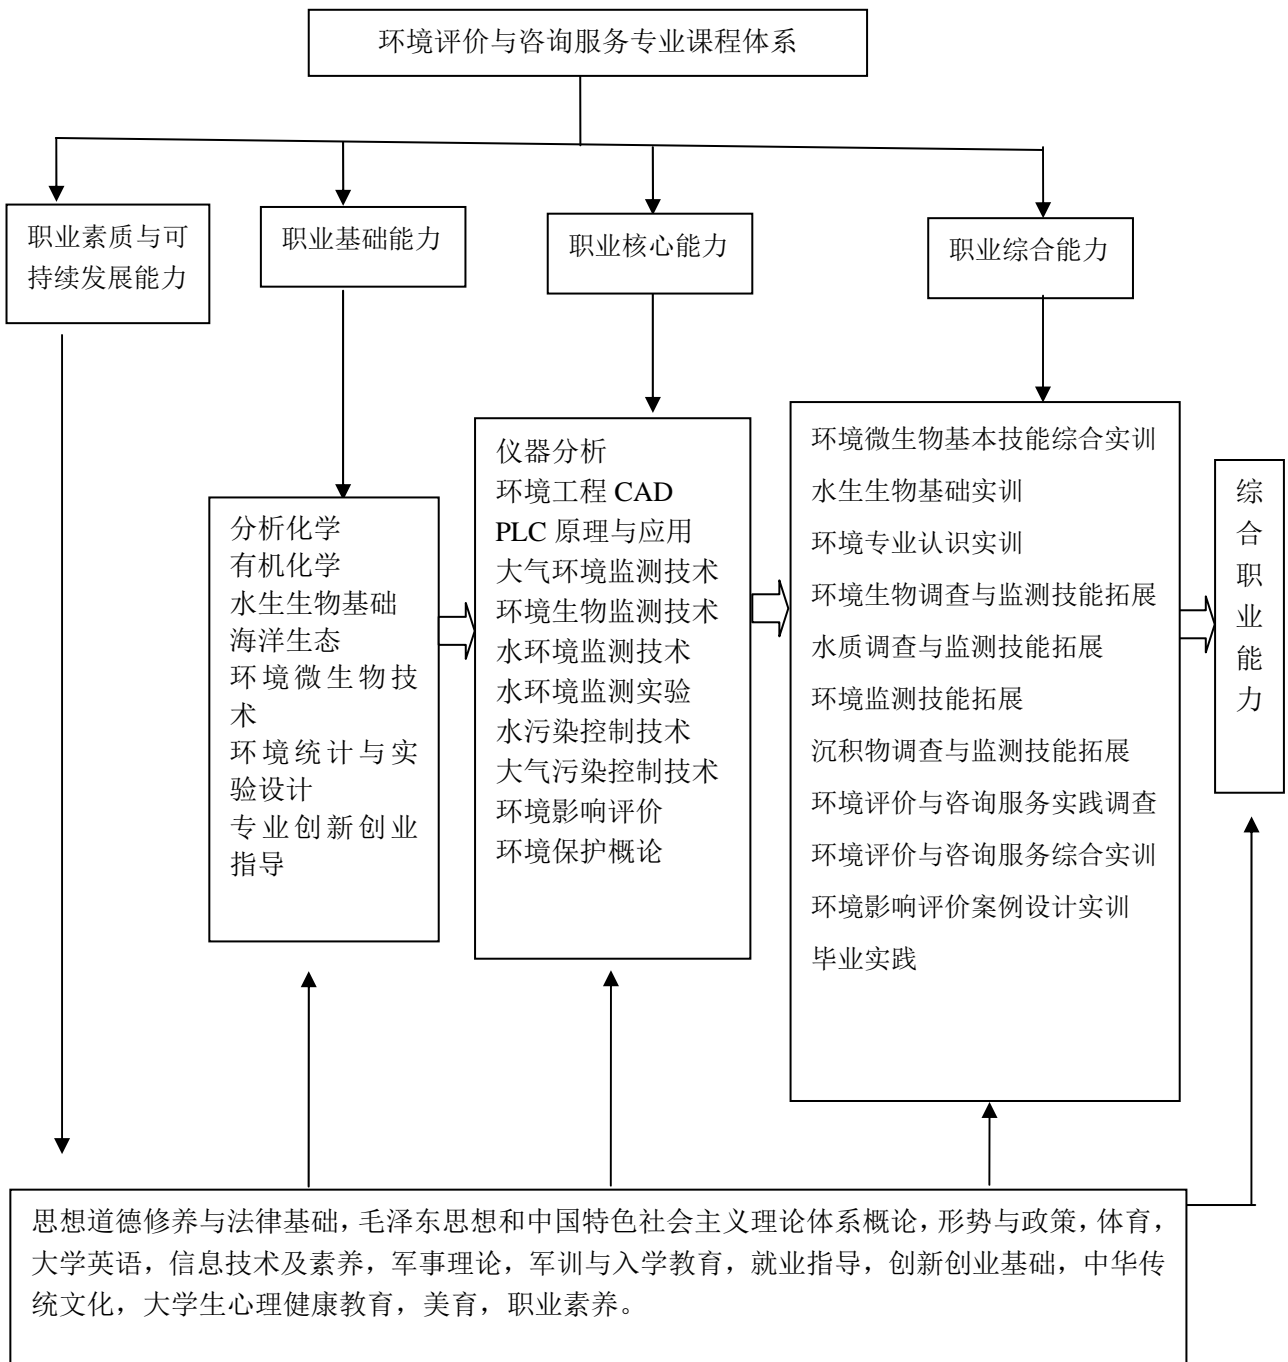 环境评价与咨询服务专业课程体系
职业素质与可
持续发展能力
职业基础能力
职业核心能力
职业综合能力
分析化学
有机化学
水生生物基础
海洋生态
环境微生物技
术
环境统计与实
验设计
专业创新创业
指导
仪器分析
环境工程 CAD
PLC 原理与应用
大气环境监测技术
环境生物监测技术
水环境监测技术
水环境监测实验
水污染控制技术
大气污染控制技术
环境影响评价
环境保护概论
环境微生物基本技能综合实训
水生生物基础实训
环境专业认识实训
环境生物调查与监测技能拓展
水质调查与监测技能拓展
环境监测技能拓展
沉积物调查与监测技能拓展
环境评价与咨询服务实践调查
环境评价与咨询服务综合实训
环境影响评价案例设计实训
毕业实践
综
合
职
业
能
力
思想道德修养与法律基础，毛泽东思想和中国特色社会主义理论体系概论，形势与政策，体育，
大学英语，信息技术及素养，军事理论，军训与入学教育，就业指导，创新创业基础，中华传
统文化，大学生心理健康教育，美育，职业素养。